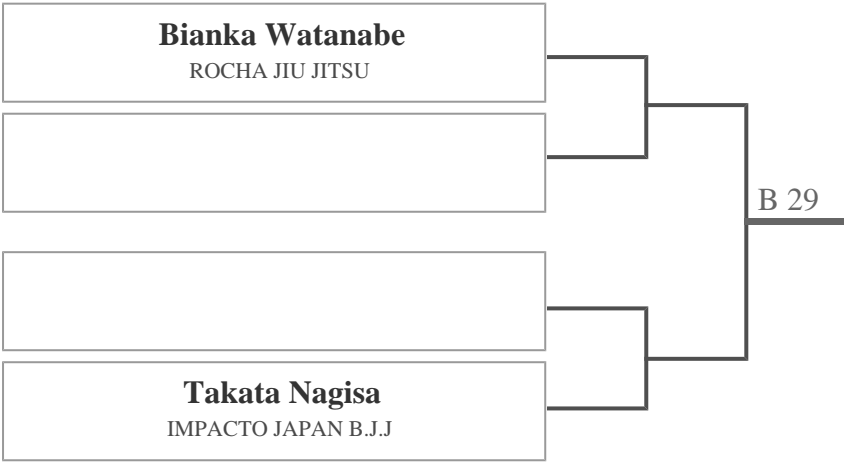 Bianka Watanabe
ROCHA JIU JITSU
B 29
Takata Nagisa
IMPACTO JAPAN B.J.J